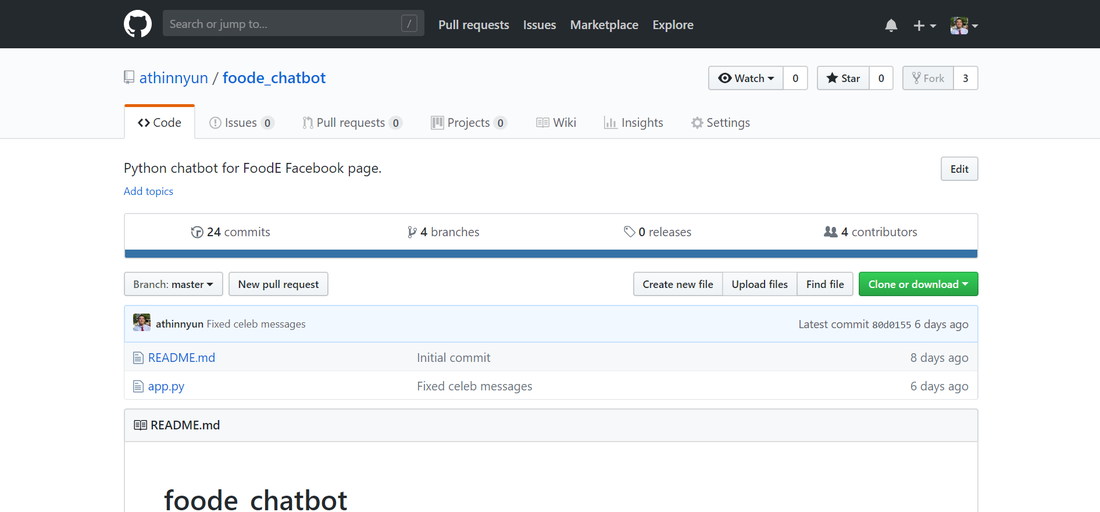 Search or jump to... /
Pull requests Issues Marketplace Explore
athinnyun / foode_chatbot
Watch 0 Star 0 Fork 3
Code Issues 0 Pull requests 0 Projects 0 Wiki Insights Settings
Python chatbot for FoodE Facebook page. Edit
Add topics
24 commits 4 branches 0 releases 4 contributors
Branch: master New pull request Create new file Upload files Find file Clone or download
athinnyun Fixed celeb messages Latest commit 80d0155 6 days ago
README.md Initial commit 8 days ago
app.py Fixed celeb messages 6 days ago
README.md
foode_chatbot